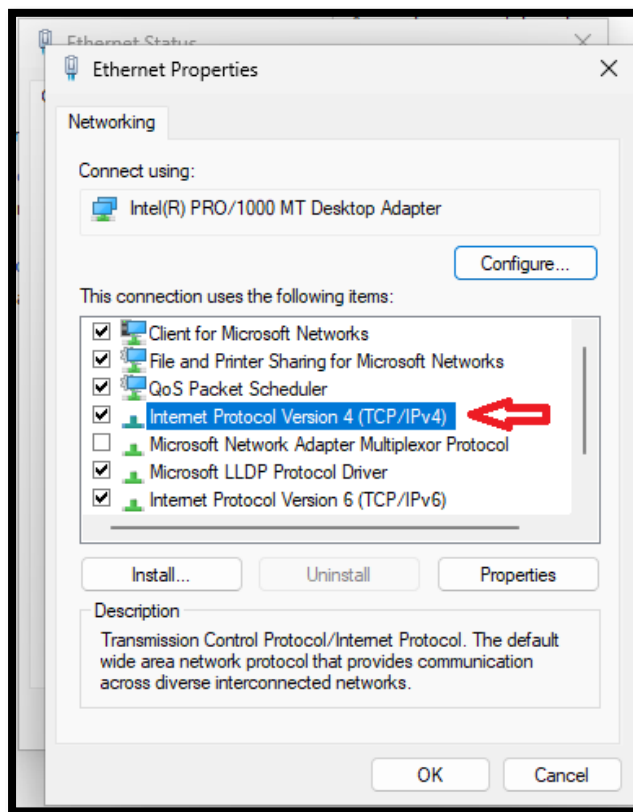 Ethernet Status
Ethernet Properties
Networking
Connect using:
Intel(R) PRO/1000 MT Desktop Adapter
Configure...
This connection uses the following items:
Client for Microsoft Networks
File and Printer Sharing for Microsoft Networks
QoS Packet Scheduler
Internet Protocol Version 4 (TCP/IPv4)
Microsoft Network Adapter Multiplexor Protocol
Microsoft LLDP Protocol Driver
Internet Protocol Version 6 (TCP/IPv6)
Install...
Uninstall
Properties
Description
Transmission Control Protocol/Internet Protocol. The default
wide area network protocol that provides communication
across diverse interconnected networks.
OK
Cancel